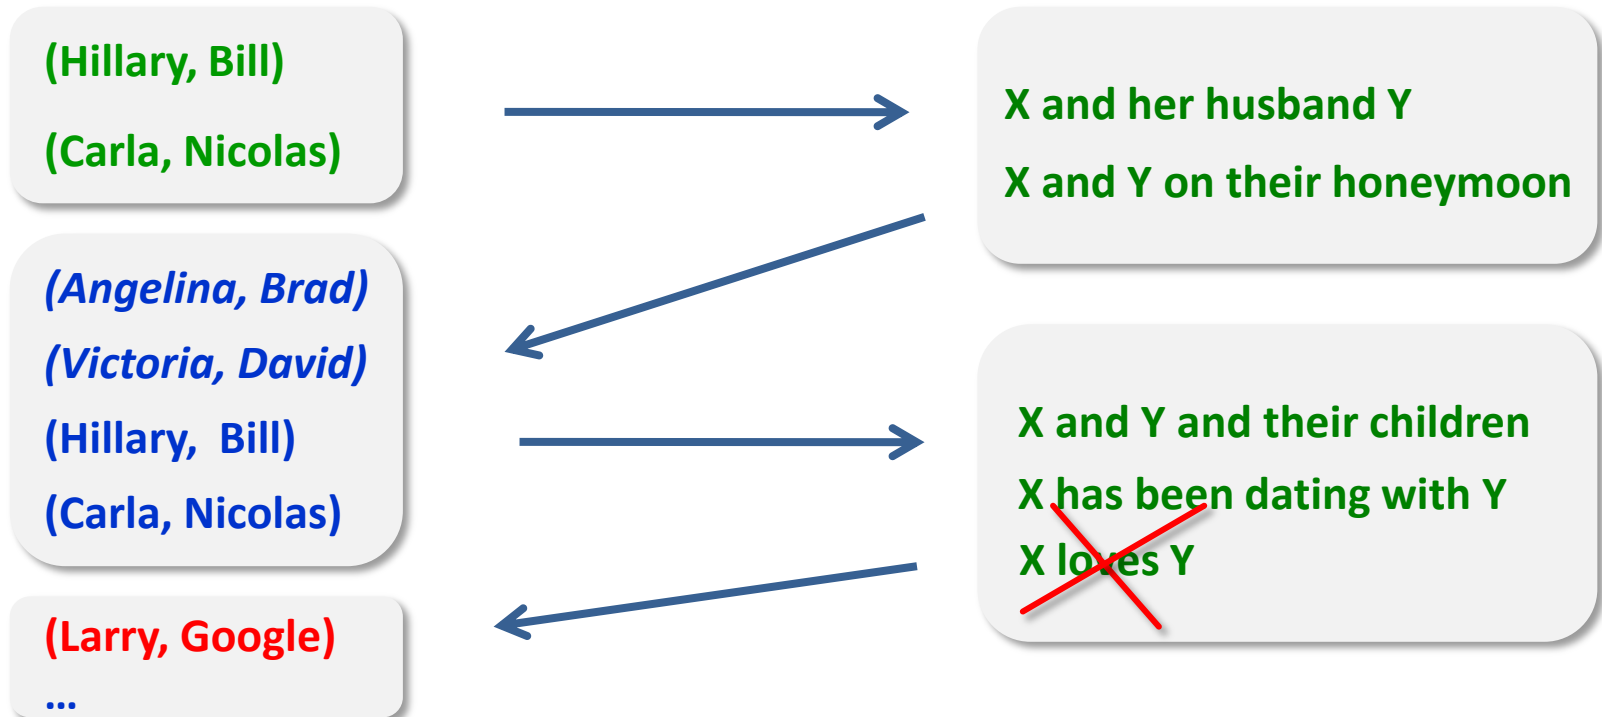 (Hillary, Bill)
(Carla, Nicolas)
X and her husband Y
X and Y on their honeymoon
(Angelina, Brad)
(Victoria, David)
(Hillary, Bill)
(Carla, Nicolas)
X and Y and their children
X has been dating with Y
X loves Y
(Larry, Google)
...